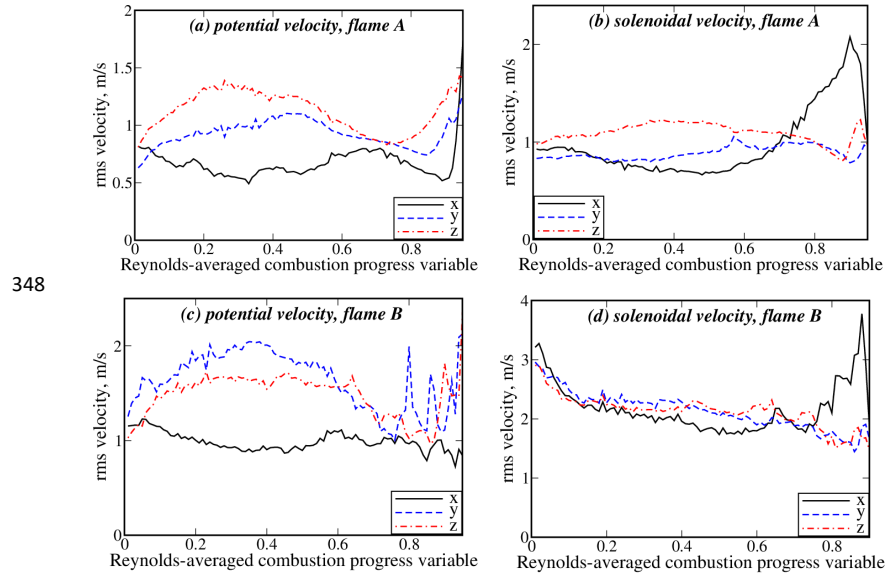 (a) potential velocity, flame A
rms velocity, m/s
2
1.5
1
0.5
0
0
0.2
0.4
0.6
0.8
x
y
z
Reynolds-averaged combustion progress variable
(b) solenoidal velocity, flame A
rms velocity, m/s
2
1
0
0
0.2
0.4
0.6
0.8
x
y
z
Reynolds-averaged combustion progress variable
348
(c) potential velocity, flame B
rms velocity, m/s
2
1
0
0
0.2
0.4
0.6
0.8
x
y
z
Reynolds-averaged combustion progress variable
(d) solenoidal velocity, flame B
rms velocity, m/s
4
3
2
1
0
0
0.2
0.4
0.6
0.8
x
y
z
Reynolds-averaged combustion progress variable